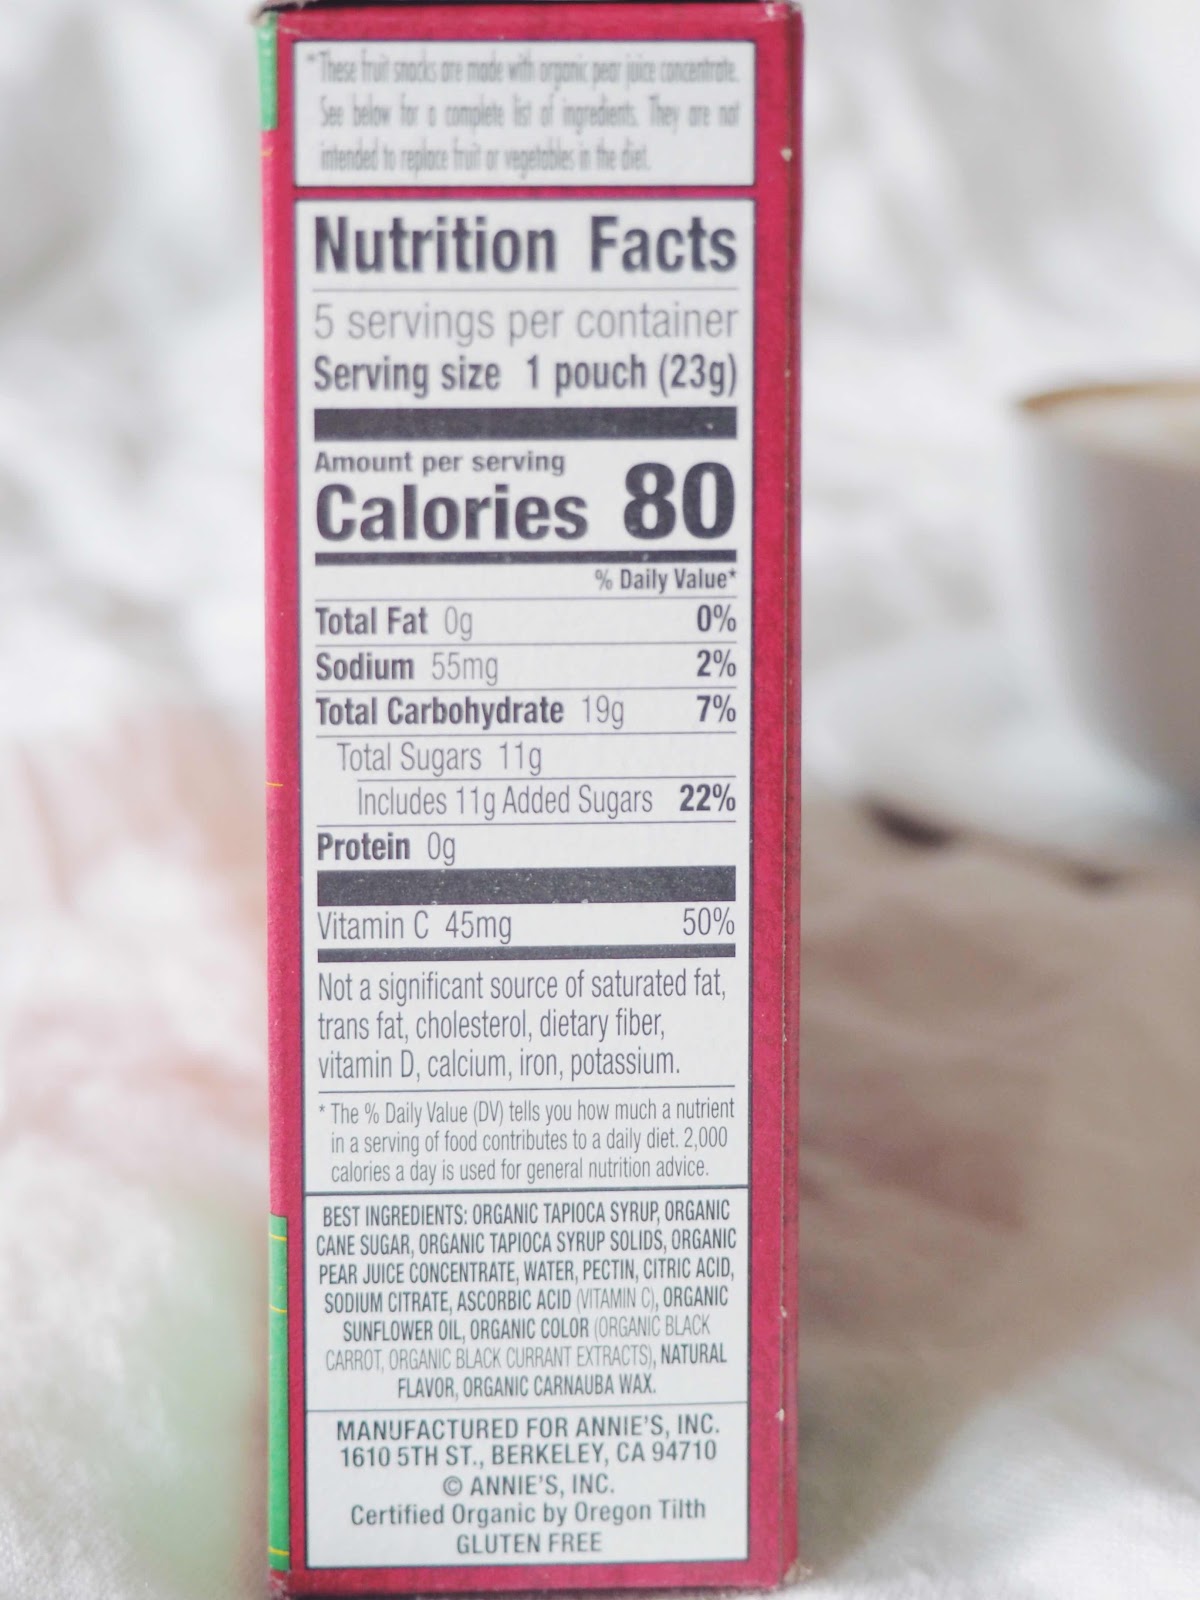 *These fruit snacks are made with organic pear juice concentrate.
See below for a complete list of ingredients. They are not
intended to replace fruit or vegetables in the diet.
Nutrition Facts
5 servings per container
Serving size 1 pouch (23g)
Amount per serving
Calories 80
% Daily Value*
Total Fat 0g 0%
Sodium 55mg 2%
Total Carbohydrate 19g 7%
Total Sugars 11g
Includes 11g Added Sugars 22%
Protein 0g
Vitamin C 45mg 50%
Not a significant source of saturated fat,
trans fat, cholesterol, dietary fiber,
vitamin D, calcium, iron, potassium.
* The % Daily Value (DV) tells you how much a nutrient
in a serving of food contributes to a daily diet. 2,000
calories a day is used for general nutrition advice.
BEST INGREDIENTS: ORGANIC TAPIOCA SYRUP, ORGANIC
CANE SUGAR, ORGANIC TAPIOCA SYRUP SOLIDS, ORGANIC
PEAR JUICE CONCENTRATE, WATER, PECTIN, CITRIC ACID,
SODIUM CITRATE, ASCORBIC ACID (VITAMIN C), ORGANIC
SUNFLOWER OIL, ORGANIC COLOR (ORGANIC BLACK
CARROT, ORGANIC BLACK CURRANT EXTRACTS), NATURAL
FLAVOR, ORGANIC CARNAUBA WAX.
MANUFACTURED FOR ANNIE'S, INC.
1610 5TH ST., BERKELEY, CA 94710
© ANNIE'S, INC.
Certified Organic by Oregon Tilth
GLUTEN FREE